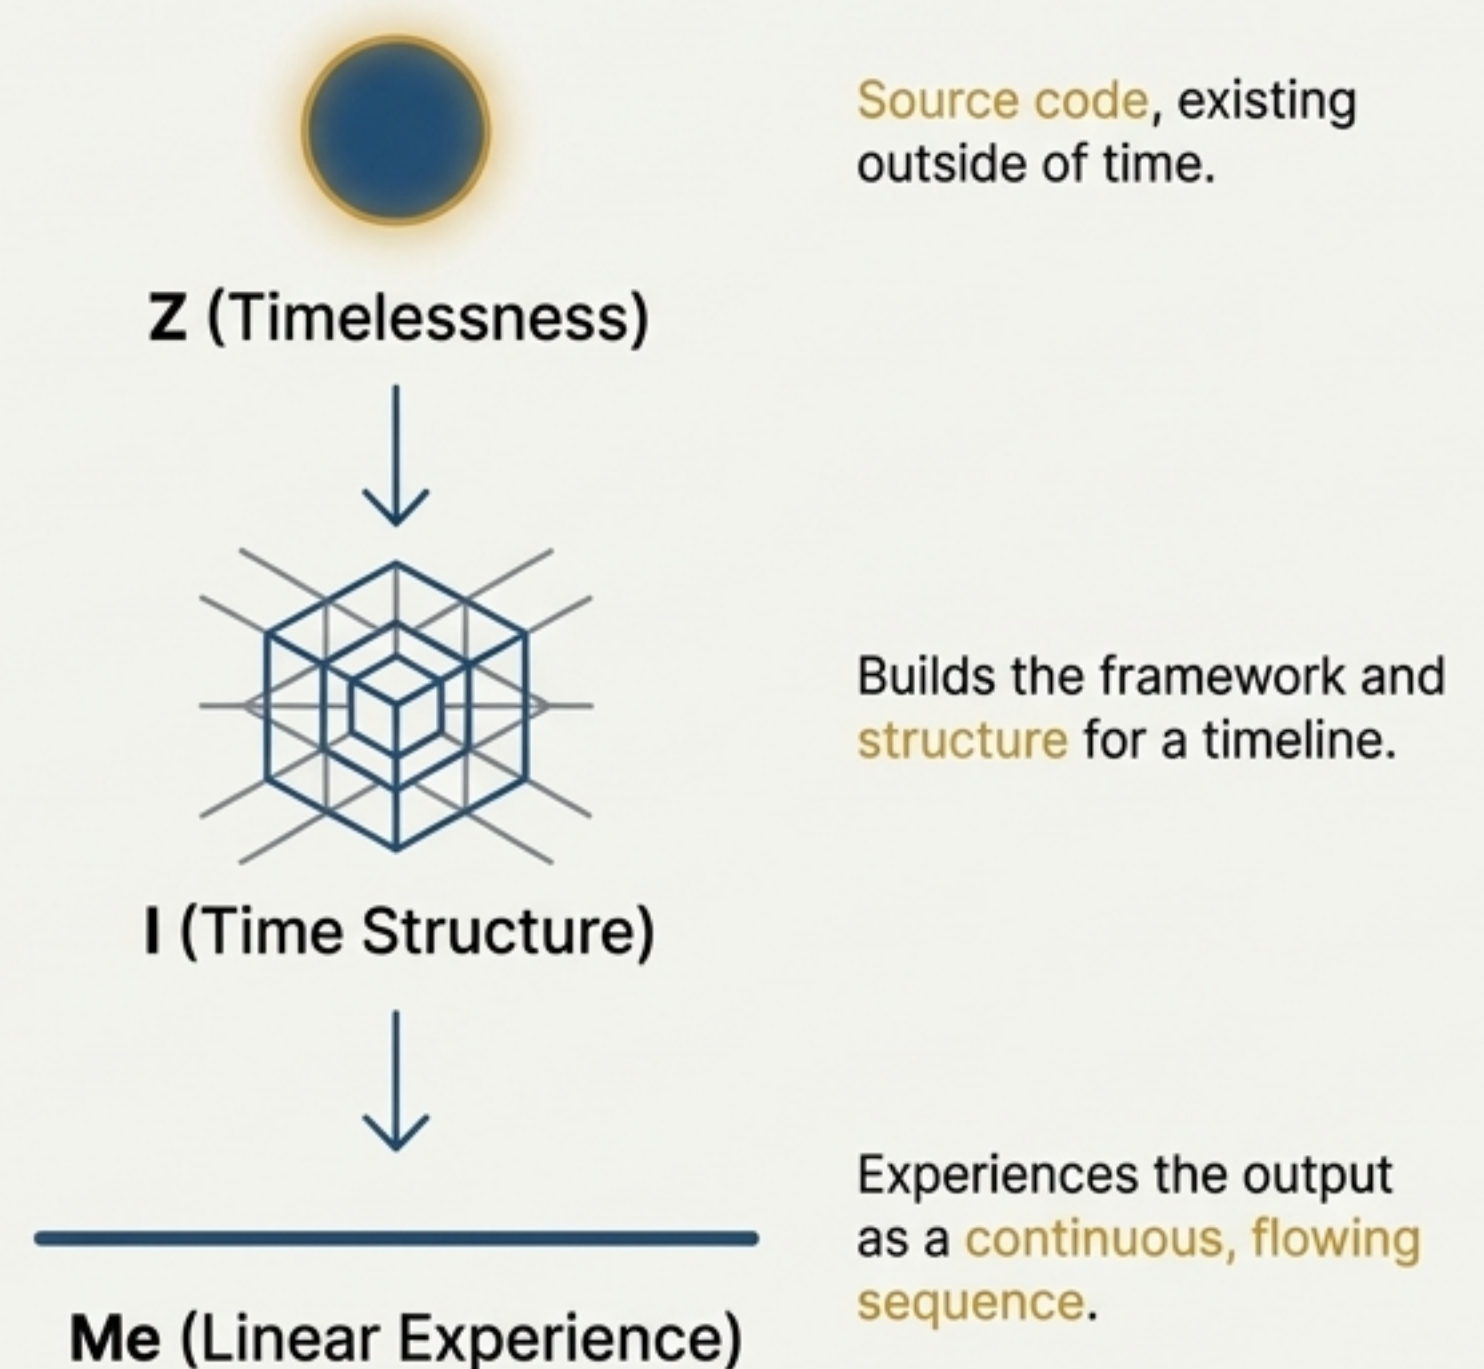 Source code, existing
outside of time.
Z (Timelessness)
Builds the framework and
structure for a timeline.
I (Time Structure)
Experiences the output
as a continuous, flowing
sequence.
Me (Linear Experience)